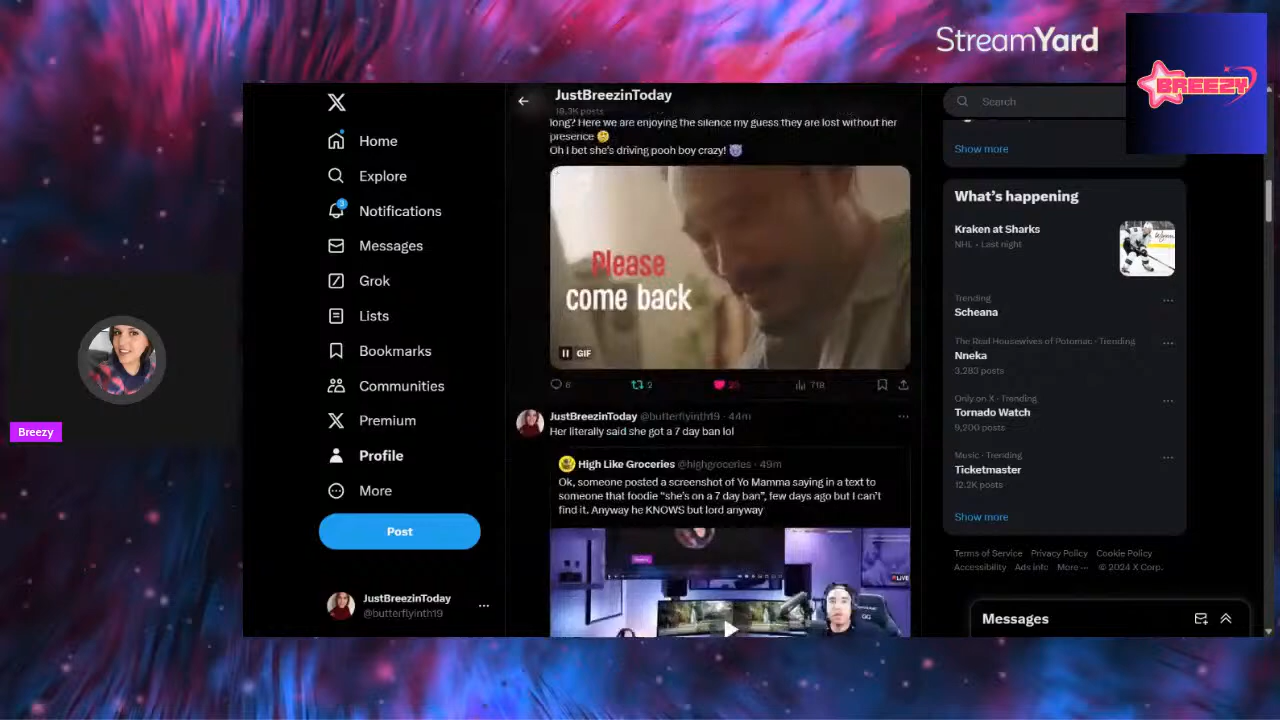 StreamYard
BREEZY
Breezy
X
Home
Explore
3
Notifications
Messages
Grok
Lists
Bookmarks
Communities
Premium
Profile
More
Post
JustBreezinToday
@butterflyinth19
JustBreezinToday
19.3K posts
long? Here we are enjoying the silence my guess they are lost without her
presence 🤔
Oh I bet she's driving pooh boy crazy! 😈
Please
come back
GIF
2
718
JustBreezinToday @butterflyinth19 · 44m
Her literally said she got a 7 day ban lol
High Like Groceries @highgroceries · 49m
Ok, someone posted a screenshot of Yo Mamma saying in a text to
someone that foodie "she's on a 7 day ban", few days ago but I can't
find it. Anyway he KNOWS but lord anyway
LIVE
Search
Show more
What's happening
Kraken at Sharks
NHL · Last night
Trending
Scheana
The Real Housewives of Potomac · Trending
Nneka
3,283 posts
Only on X · Trending
Tornado Watch
9,200 posts
Music · Trending
Ticketmaster
12.2K posts
Show more
Terms of Service Privacy Policy Cookie Policy
Accessibility Ads info More ··· © 2024 X Corp.
Messages